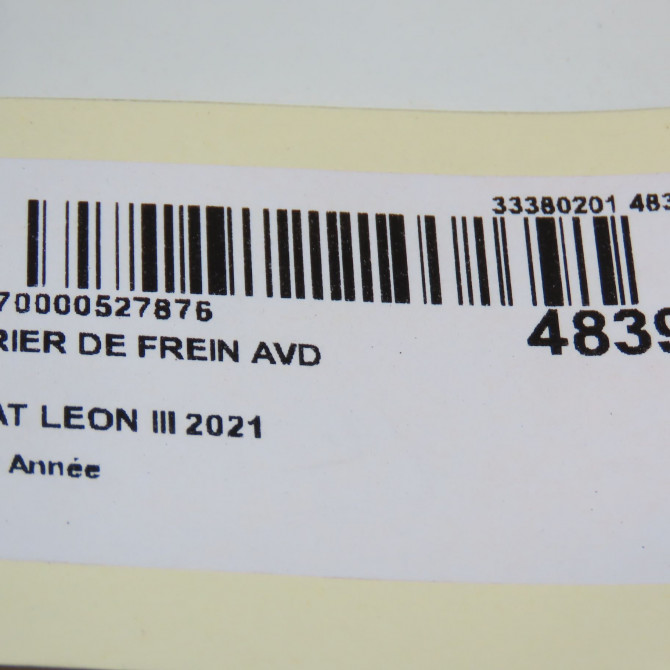 33380201 483
70000527876
4839
RIER DE FREIN AVD
AT LEON III 2021
Année